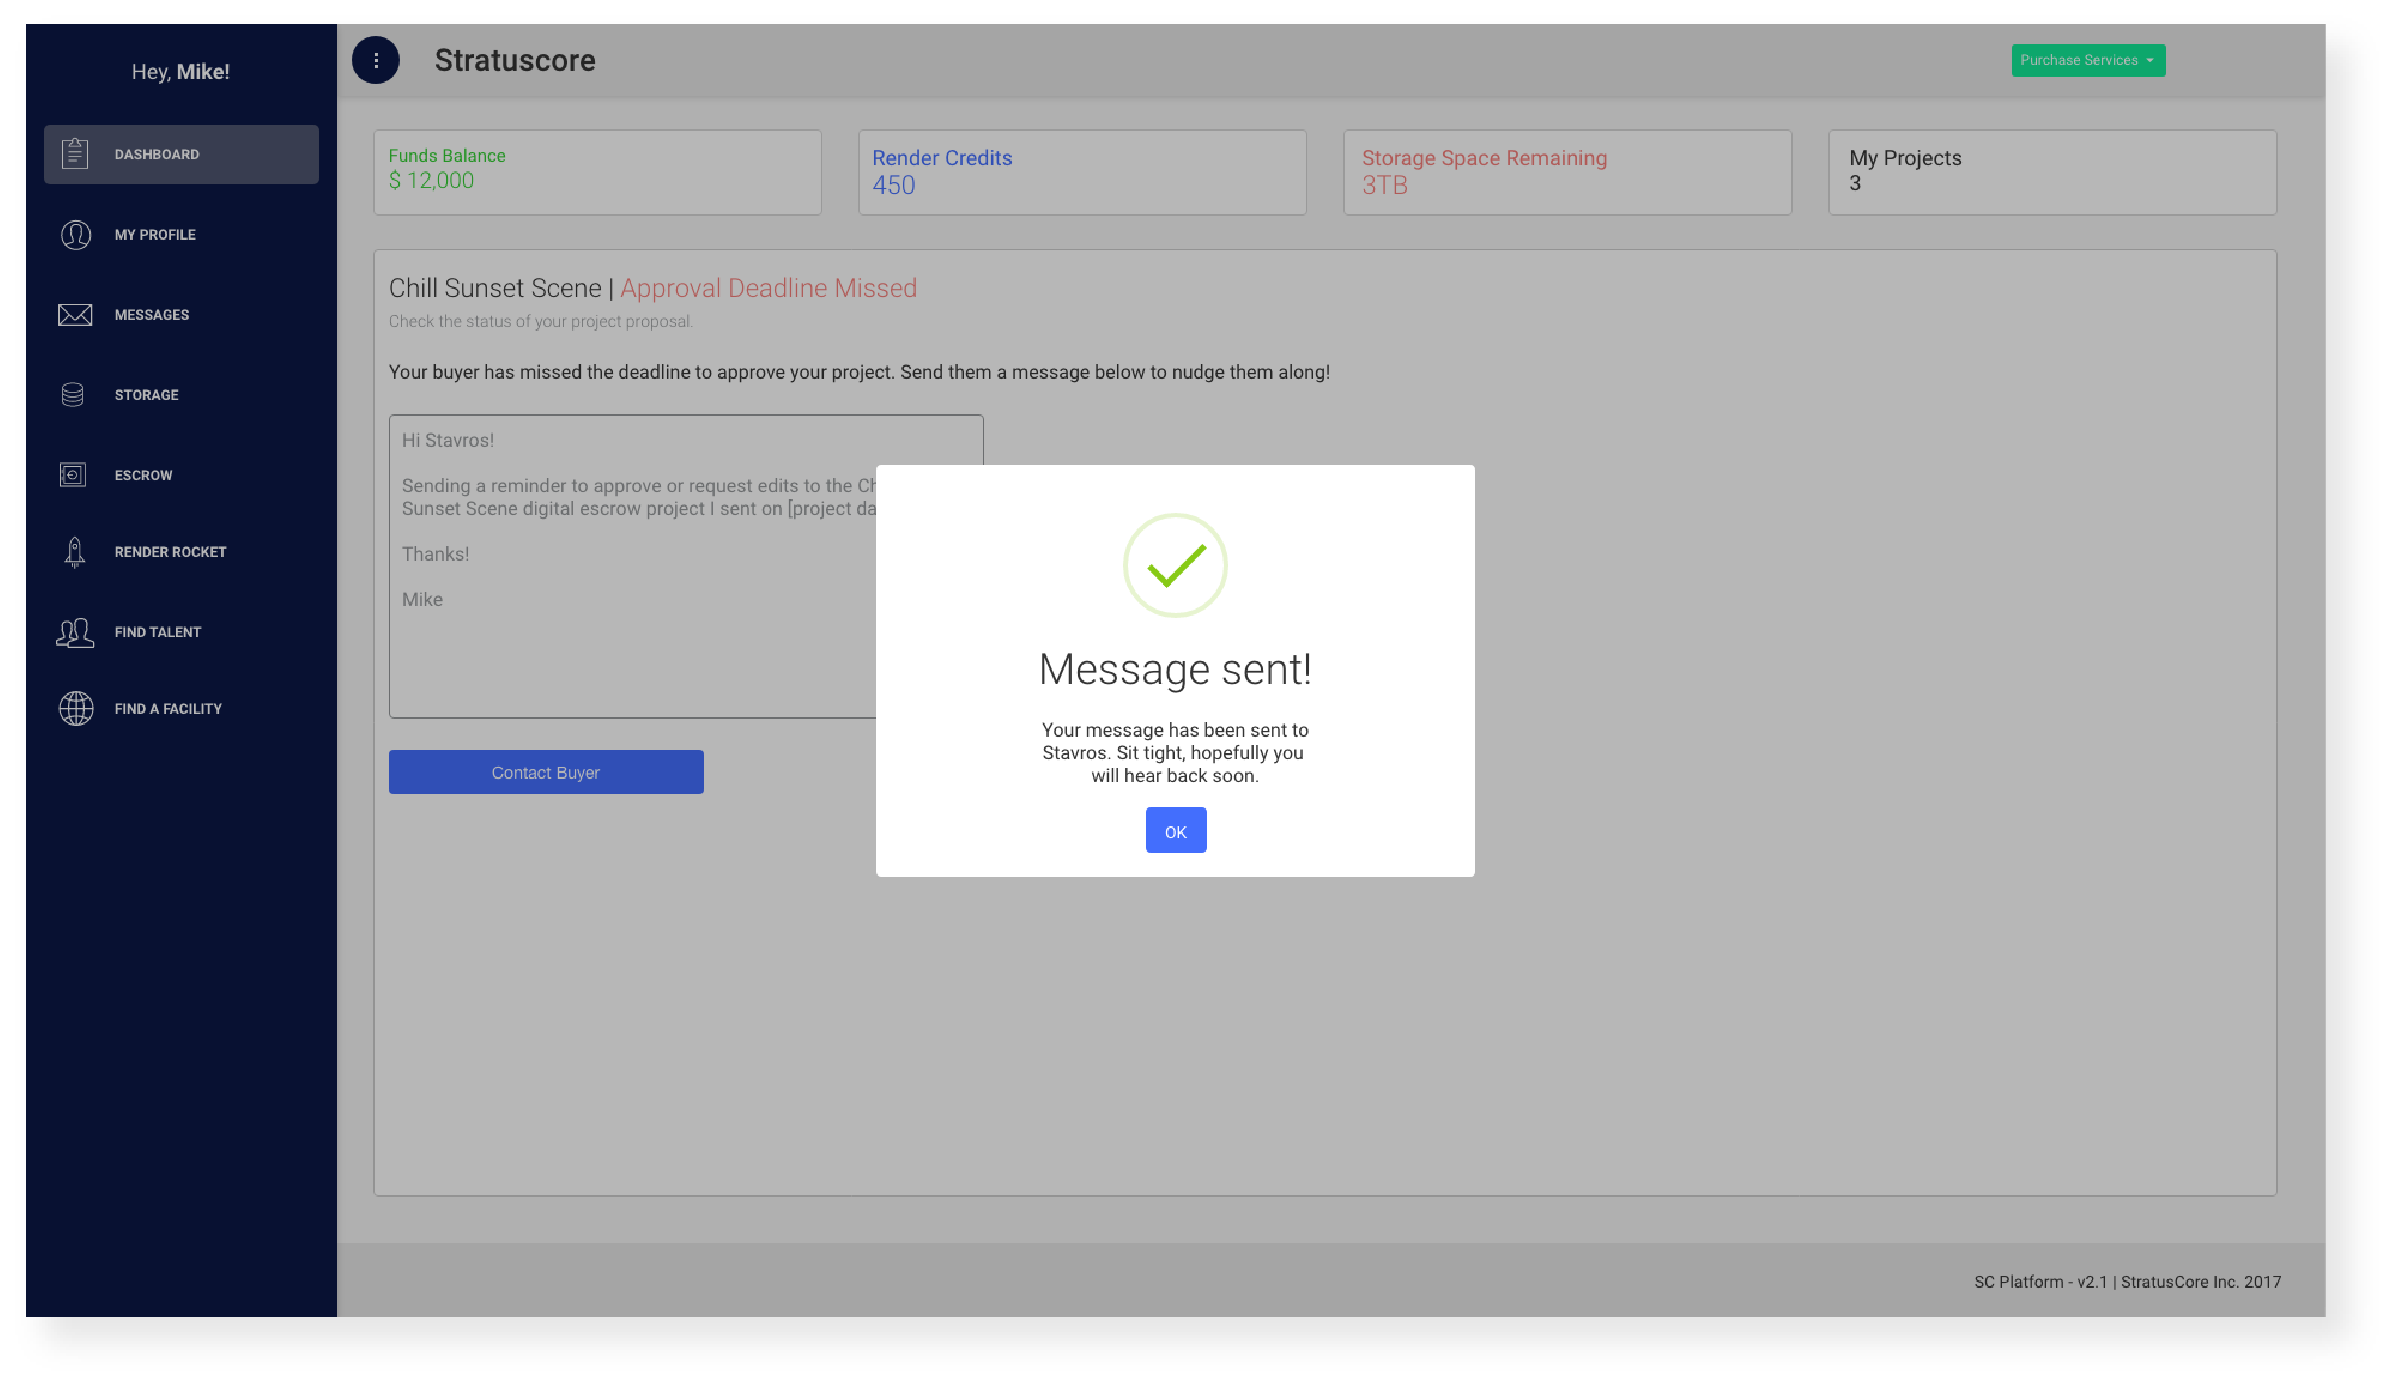 Hey, Mike!
DASHBOARD
MY PROFILE
MESSAGES
STORAGE
ESCROW
RENDER ROCKET
FIND TALENT
FIND A FACILITY
Stratuscore
Purchase Services
Funds Balance
$ 12,000
Render Credits
450
Storage Space Remaining
3TB
My Projects
3
Chill Sunset Scene | Approval Deadline Missed
Check the status of your project proposal.
Your buyer has missed the deadline to approve your project. Send them a message below to nudge them along!
Hi Stavros!
Sending a reminder to approve or request edits to the
Sunset Scene digital escrow project I sent on [project
Thanks!
Mike
Contact Buyer
Message sent!
Your message has been sent to
Stavros. Sit tight, hopefully you
will hear back soon.
OK
SC Platform - v2.1 | StratusCore Inc. 2017